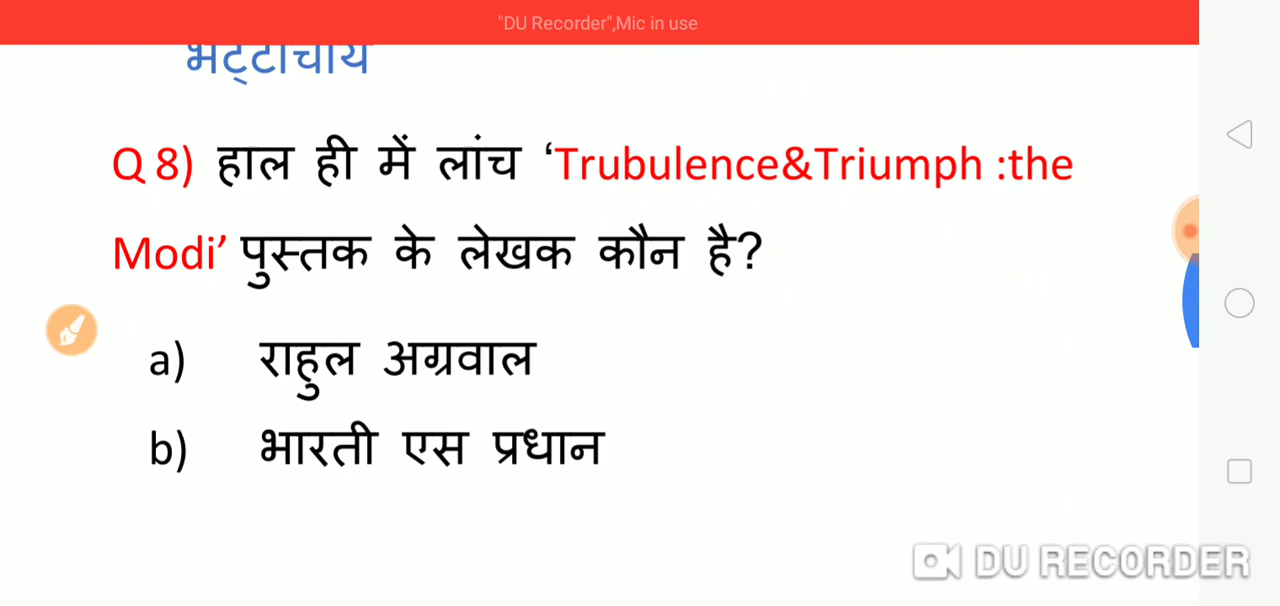 "DU Recorder",Mic in use
भट्टाचार्य
Q 8) हाल ही में लांच ‘Trubulence&Triumph :the
Modi’ पुस्तक के लेखक कौन है?
a) राहुल अग्रवाल
b) भारती एस प्रधान
DU RECORDER